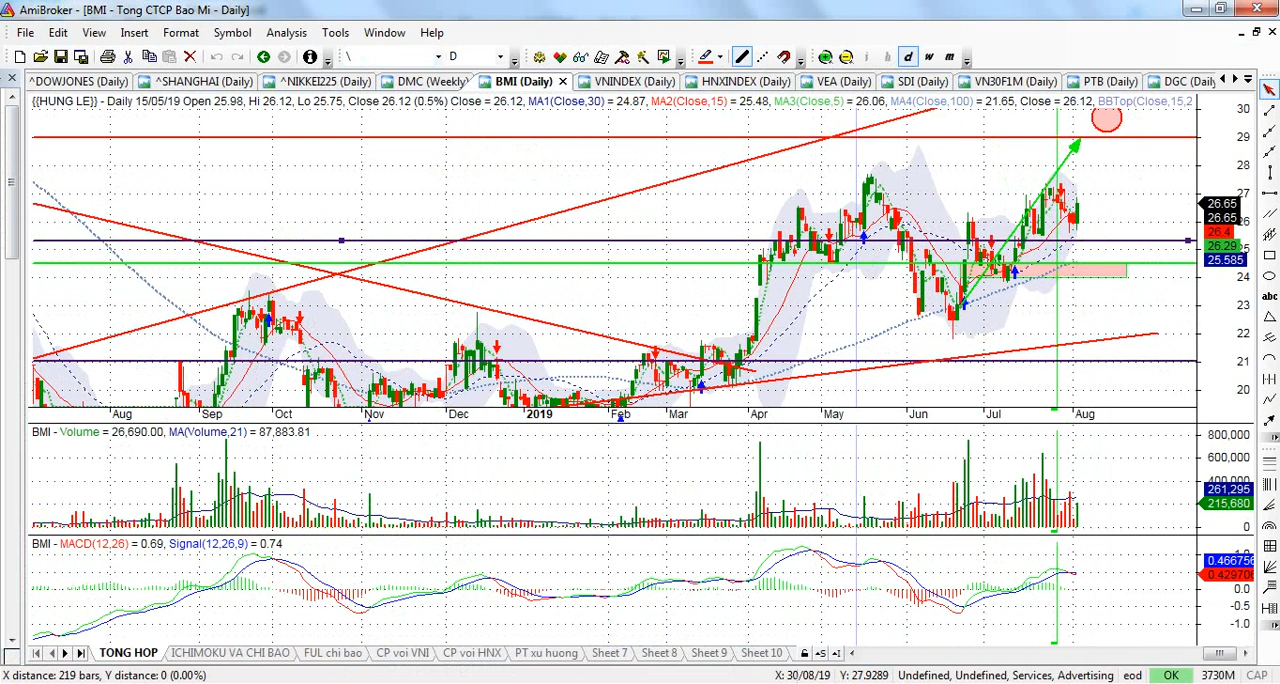 AmiBroker - [BMI - Tong CTCP Bao Mi - Daily]
File Edit View Insert Format Symbol Analysis Tools Window Help
\ D i h d w m
^DOWJONES (Daily) ^SHANGHAI (Daily) ^NIKKEI225 (Daily) DMC (Weekly) BMI (Daily) VNINDEX (Daily) HNXINDEX (Daily) VEA (Daily) SDI (Daily) VN30F1M (Daily) PTB (Daily) DGC (Daily
{{HUNG LE}} - Daily 15/05/19 Open 25.98, Hi 26.12, Lo 25.75, Close 26.12 (0.5%) Close = 26.12, MA1(Close,30) = 24.87, MA2(Close,15) = 25.48, MA3(Close,5) = 26.06, MA4(Close,100) = 21.65, Close = 26.12, BBTop(Close,15,2
30
29
28
27
26.65
26.65
26
26.4
26.29
25
25.585
24
23
22
21
20
abc
Aug Sep Oct Nov Dec 2019 Feb Mar Apr May Jun Jul Aug
BMI - Volume = 26,690.00, MA(Volume,21) = 87,883.81
800,000
600,000
400,000
261,295
215,680
0
BMI - MACD(12,26) = 0.69, Signal(12,26,9) = 0.74
0.466756
0.429706
0.0
-0.5
-1.0
TONG HOP ICHIMOKU VA CHI BAO FUL chi bao CP voi VNI CP voi HNX PT xu huong Sheet 7 Sheet 8 Sheet 9 Sheet 10
X distance: 219 bars, Y distance: 0 (0.00%) X: 30/08/19 Y: 27.9289 Undefined, Undefined, Services, Advertising eod OK 3730M CAP